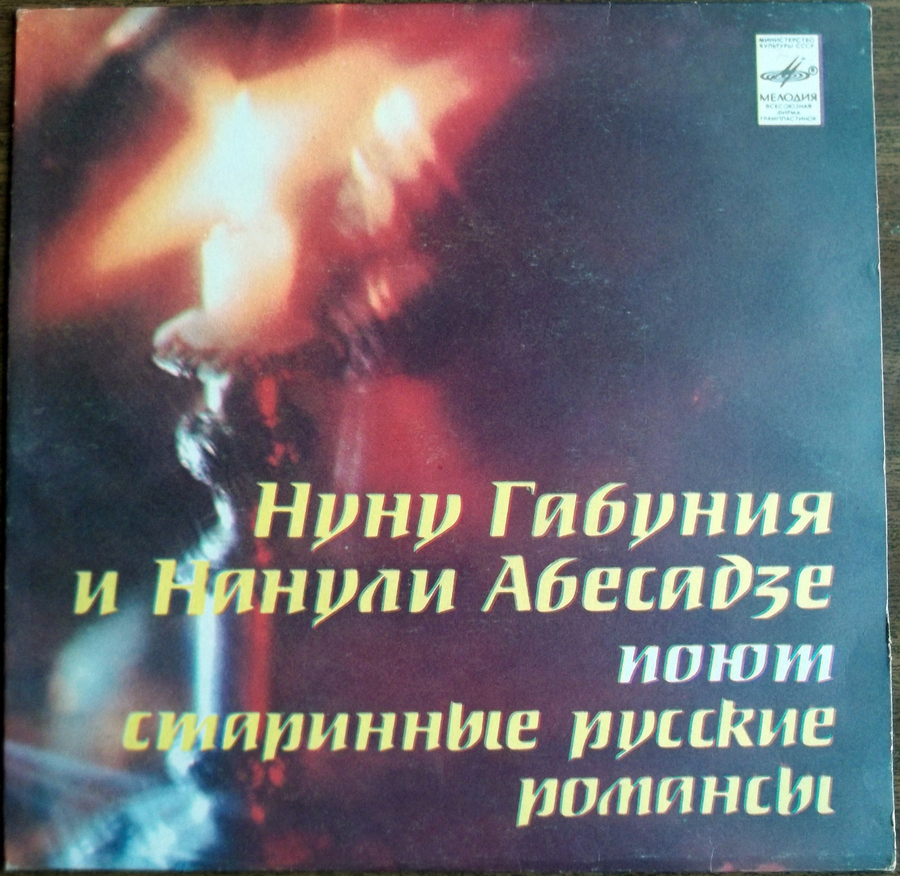 МИНИСТЕРСТВО
КУЛЬТУРЫ СССР
®
МЕЛОДИЯ
ВСЕСОЮЗНАЯ
ФИРМА
ГРАМПЛАСТИНОК
Нуну Габуния
и Нанули Абесадзе
поют
старинные русские
романсы